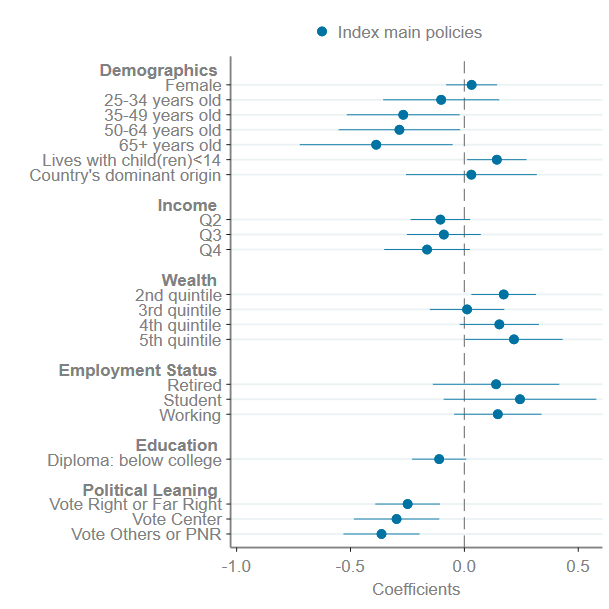 Index main policies
Demographics
Female
25-34 years old
35-49 years old
50-64 years old
65+ years old
Lives with child(ren)<14
Country's dominant origin
Income
Q2
Q3
Q4
Wealth
2nd quintile
3rd quintile
4th quintile
5th quintile
Employment Status
Retired
Student
Working
Education
Diploma: below college
Political Leaning
Vote Right or Far Right
Vote Center
Vote Others or PNR
-1.0 -0.5 0.0 0.5
Coefficients